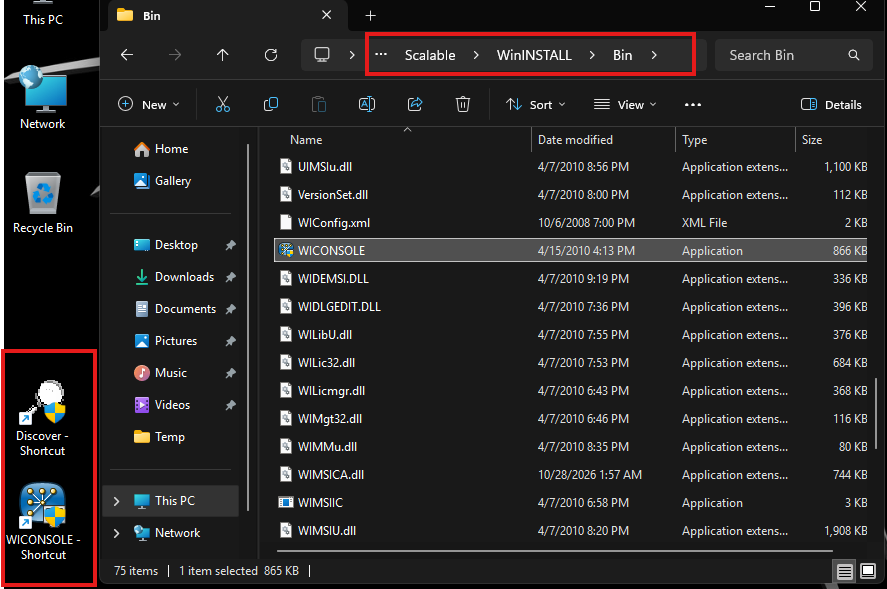 This PC
Network
Recycle Bin
Discover -
Shortcut
WICONSOLE -
Shortcut
Bin
Scalable > WinINSTALL > Bin >
Search Bin
New
Sort
View
Details
Home
Gallery
Desktop
Downloads
Documents
Pictures
Music
Videos
Temp
This PC
Network
Name Date modified Type Size
UIMSIu.dll 4/7/2010 8:56 PM Application extens... 1,100 KB
VersionSet.dll 4/7/2010 8:00 PM Application extens... 112 KB
WIConfig.xml 10/6/2008 7:00 PM XML File 2 KB
WICONSOLE 4/15/2010 4:13 PM Application 866 KB
WIDEMSI.DLL 4/7/2010 9:19 PM Application extens... 336 KB
WIDLGEDIT.DLL 4/7/2010 7:36 PM Application extens... 396 KB
WILibU.dll 4/7/2010 7:55 PM Application extens... 376 KB
WILic32.dll 4/7/2010 7:53 PM Application extens... 684 KB
WILicmgr.dll 4/7/2010 6:43 PM Application extens... 368 KB
WIMgt32.dll 4/7/2010 6:46 PM Application extens... 116 KB
WIMMu.dll 4/7/2010 8:35 PM Application extens... 80 KB
WIMSICA.dll 10/28/2026 1:57 AM Application extens... 744 KB
WIMSIIC 4/7/2010 6:58 PM Application 3 KB
WIMSIU.dll 4/7/2010 8:20 PM Application extens... 1,908 KB
75 items | 1 item selected 865 KB |